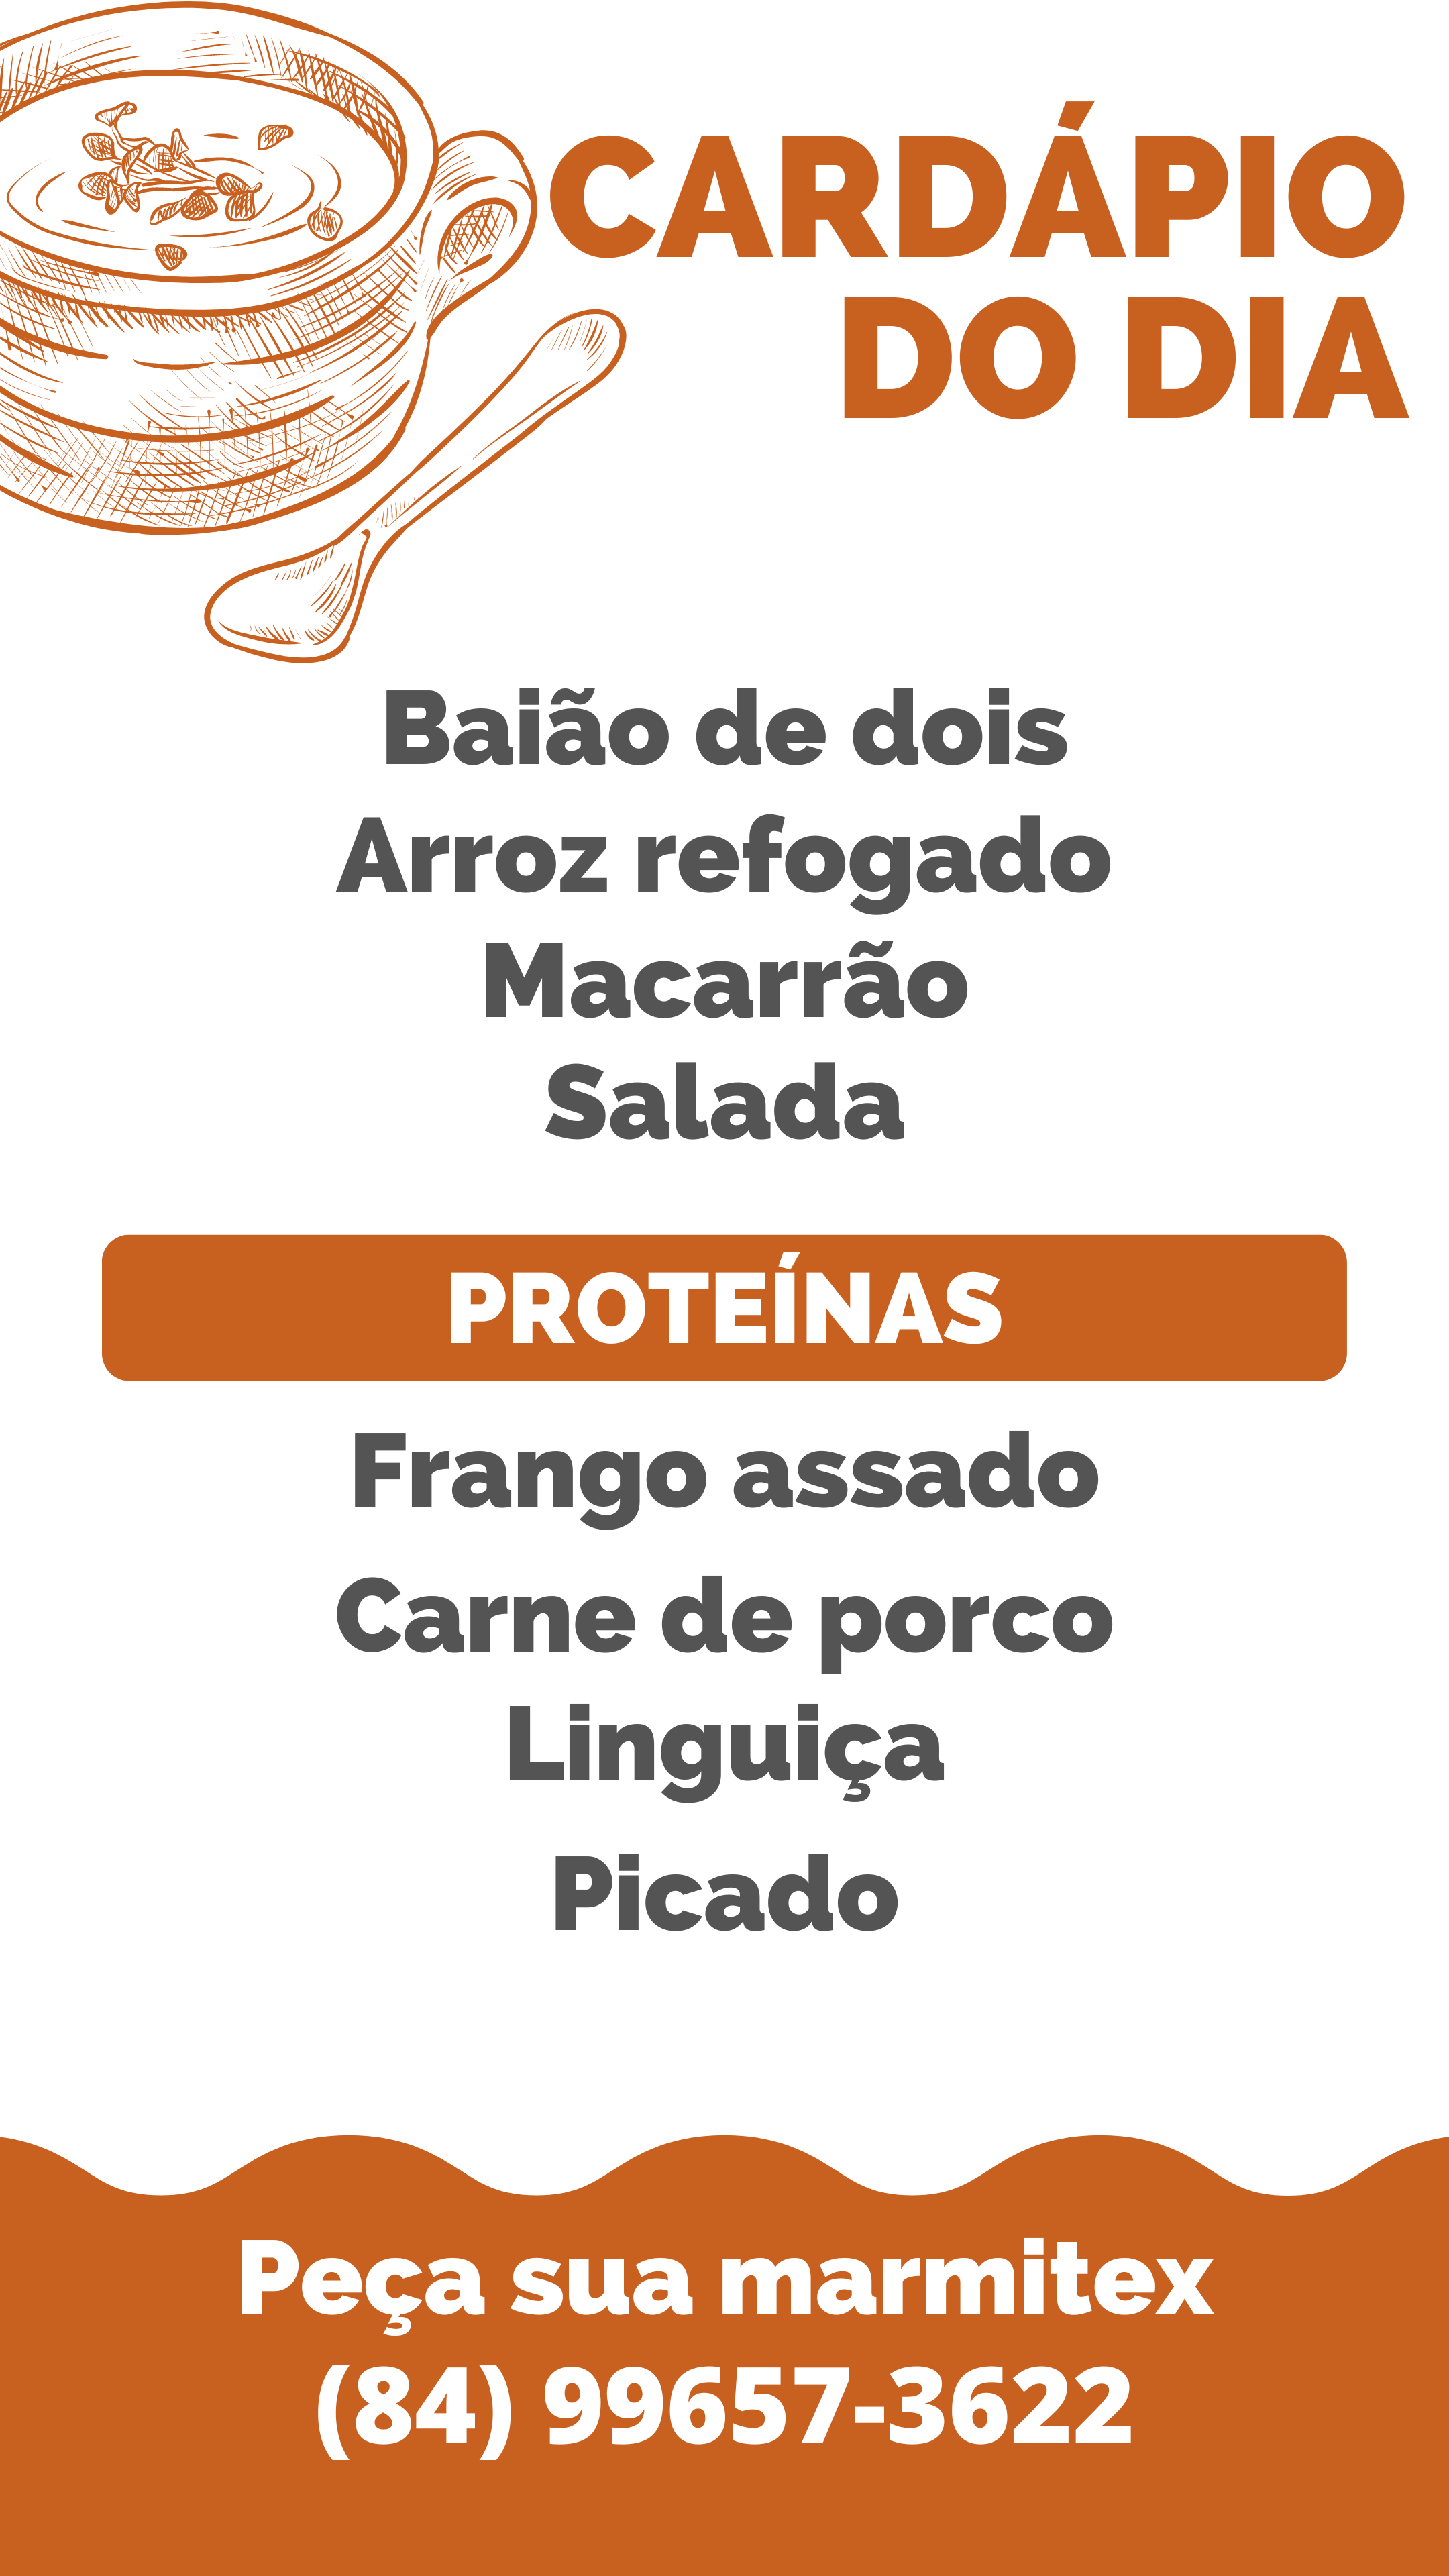 CARDÁPIO
DO DIA
Baião de dois
Arroz refogado
Macarrão
Salada
PROTEÍNAS
Frango assado
Carne de porco
Linguiça
Picado
Peça sua marmitex
(84) 99657-3622